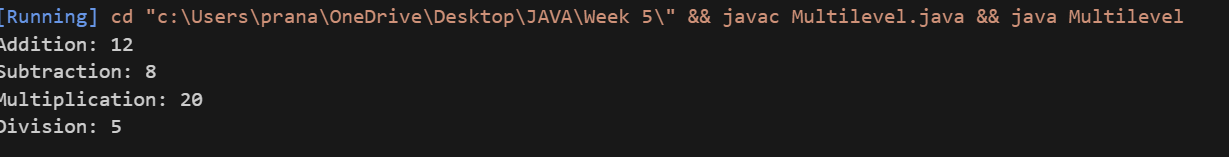 [Running] cd "c:\Users\prana\OneDrive\Desktop\JAVA\Week 5\" && javac Multilevel.java && java Multilevel
Addition: 12
Subtraction: 8
Multiplication: 20
Division: 5